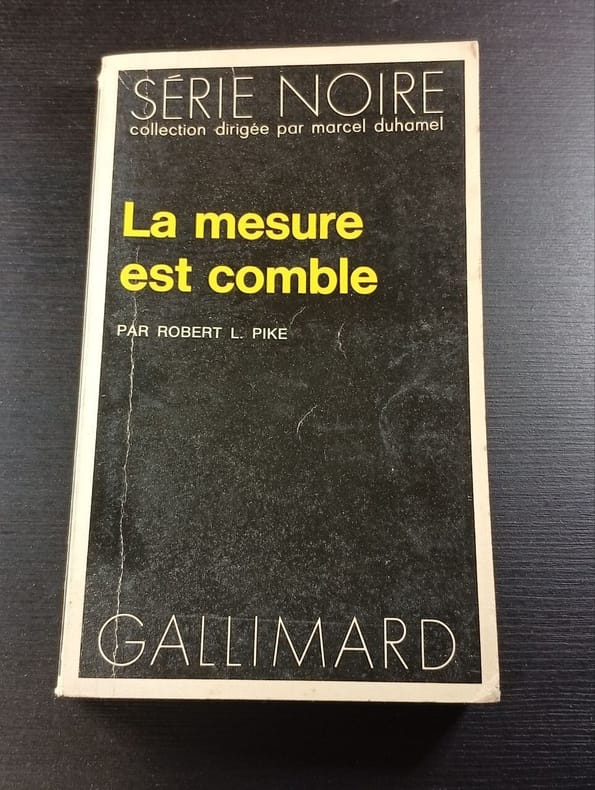 SÉRIE NOIRE
collection dirigée par marcel duhamel
La mesure
est comble
PAR ROBERT L. PIKE
GALLIMARD